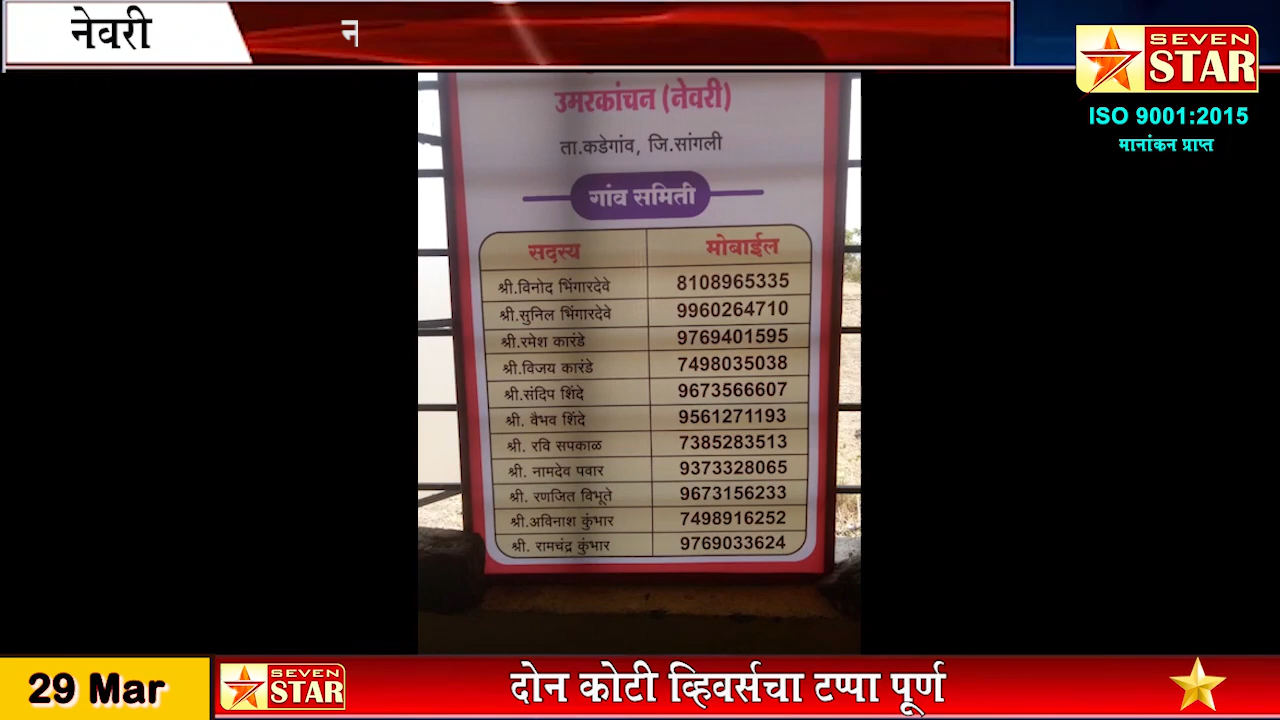 नेवरी
न
SEVEN
STAR
ISO 9001:2015
मानांकन प्राप्त
उमरकांचन (नेवरी)
ता.कडेगांव, जि.सांगली
गांव समिती
सदस्य मोबाईल
श्री.विनोद भिंगारदेवे 8108965335
श्री.सुनिल भिंगारदेवे 9960264710
श्री.रमेश कारंडे 9769401595
श्री.विजय कारंडे 7498035038
श्री.संदिप शिंदे 9673566607
श्री. वैभव शिंदे 9561271193
श्री. रवि सपकाळ 7385283513
श्री. नामदेव पवार 9373328065
श्री. रणजित विभूते 9673156233
श्री.अविनाश कुंभार 7498916252
श्री. रामचंद्र कुंभार 9769033624
29 Mar
SEVEN
STAR
दोन कोटी व्हिवर्सचा टप्पा पूर्ण